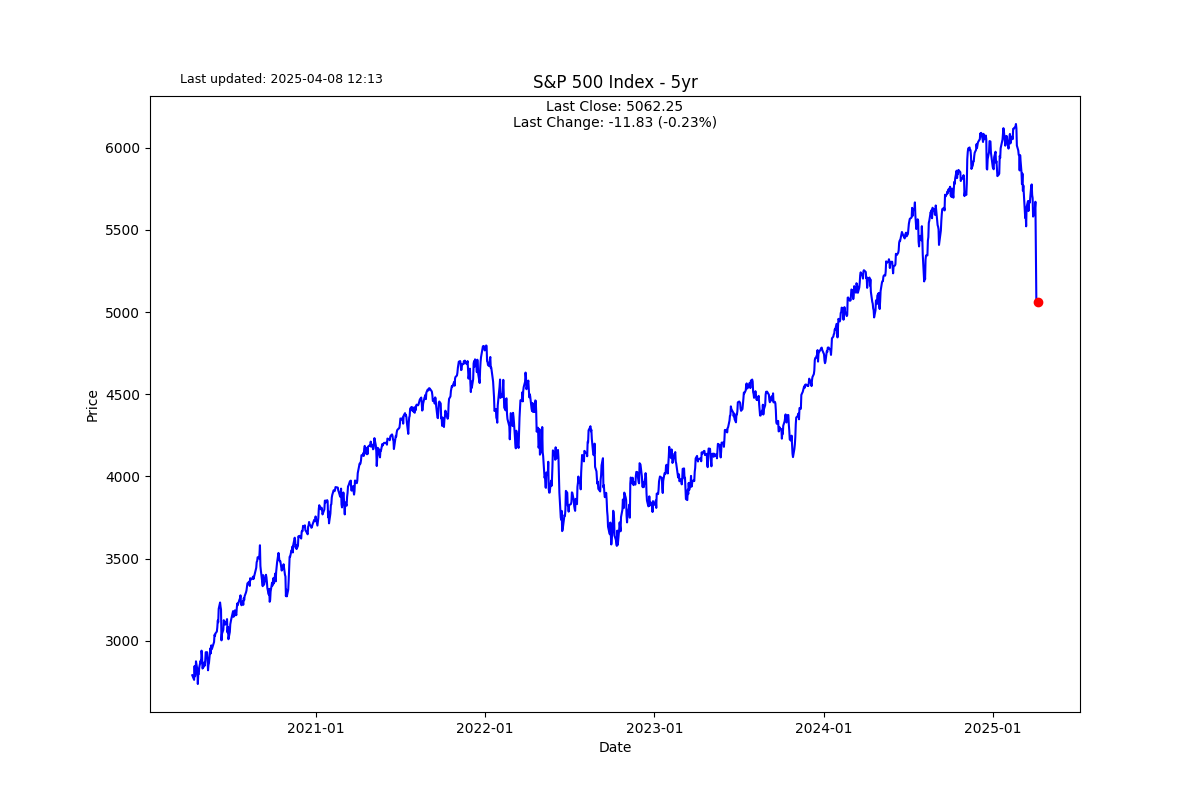 Last updated: 2025-04-08 12:13
S&P 500 Index - 5yr
Last Close: 5062.25
Last Change: -11.83 (-0.23%)
6000
5500
5000
4500
4000
3500
3000
Price
2021-01
2022-01
2023-01
2024-01
2025-01
Date